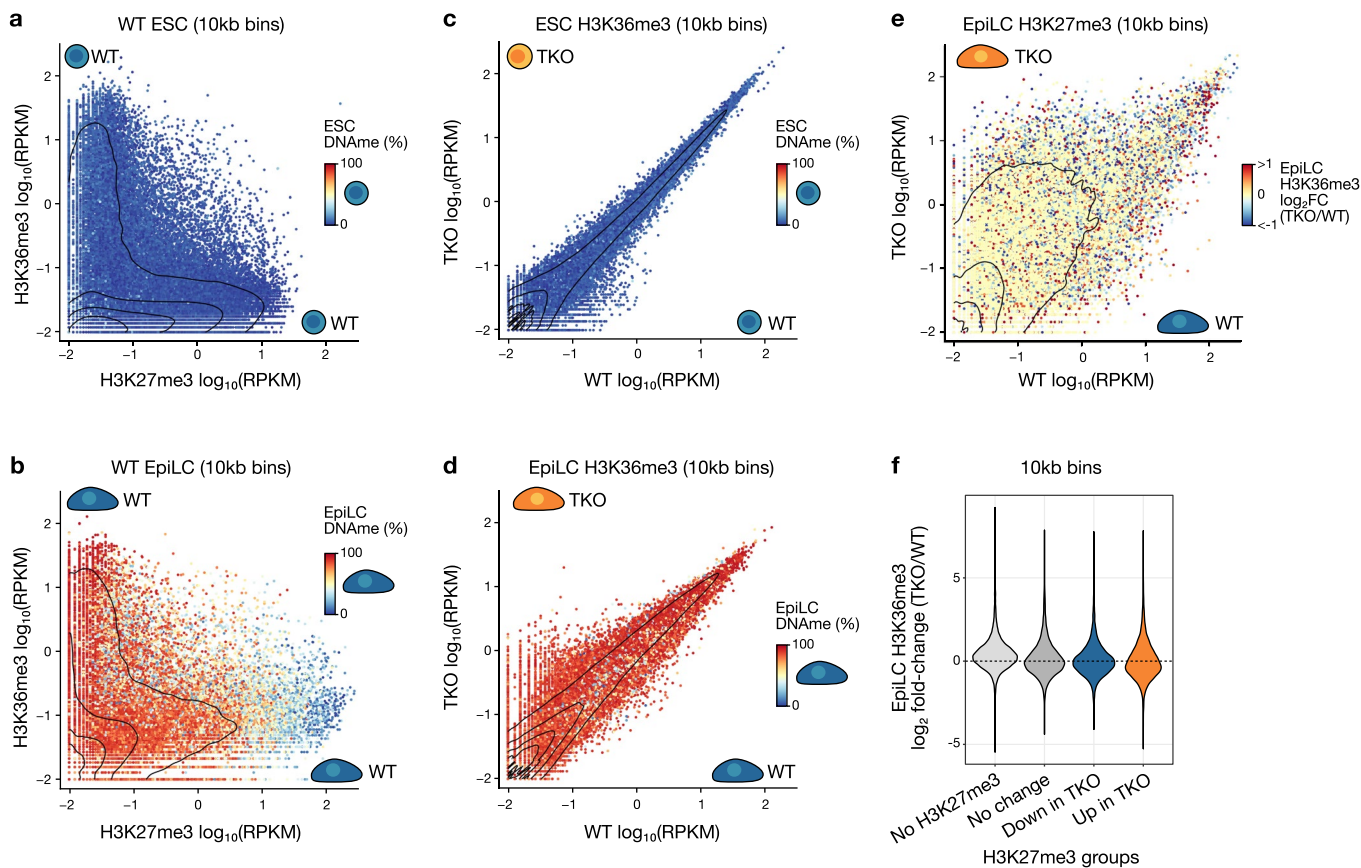 a
WT ESC (10kb bins)
WT
2
1
0
−1
−2
H3K36me3 log₁₀(RPKM)
ESC
DNAme (%)
100
0
WT
−2
−1
0
1
2
H3K27me3 log₁₀(RPKM)
c
ESC H3K36me3 (10kb bins)
TKO
2
1
0
−1
−2
TKO log₁₀(RPKM)
ESC
DNAme (%)
100
0
WT
−2
−1
0
1
2
WT log₁₀(RPKM)
e
EpiLC H3K27me3 (10kb bins)
TKO
2
1
0
−1
−2
TKO log₁₀(RPKM)
>1
0
<-1
EpiLC
H3K36me3
log₂FC
(TKO/WT)
WT
−2
−1
0
1
2
WT log₁₀(RPKM)
b
WT EpiLC (10kb bins)
WT
2
1
0
−1
−2
H3K36me3 log₁₀(RPKM)
EpiLC
DNAme (%)
100
0
WT
−2
−1
0
1
2
H3K27me3 log₁₀(RPKM)
d
EpiLC H3K36me3 (10kb bins)
TKO
2
1
0
−1
−2
TKO log₁₀(RPKM)
EpiLC
DNAme (%)
100
0
WT
−2
−1
0
1
2
WT log₁₀(RPKM)
f
10kb bins
5
0
−5
EpiLC H3K36me3
log₂ fold-change (TKO/WT)
No H3K27me3
No change
Down in TKO
Up in TKO
H3K27me3 groups